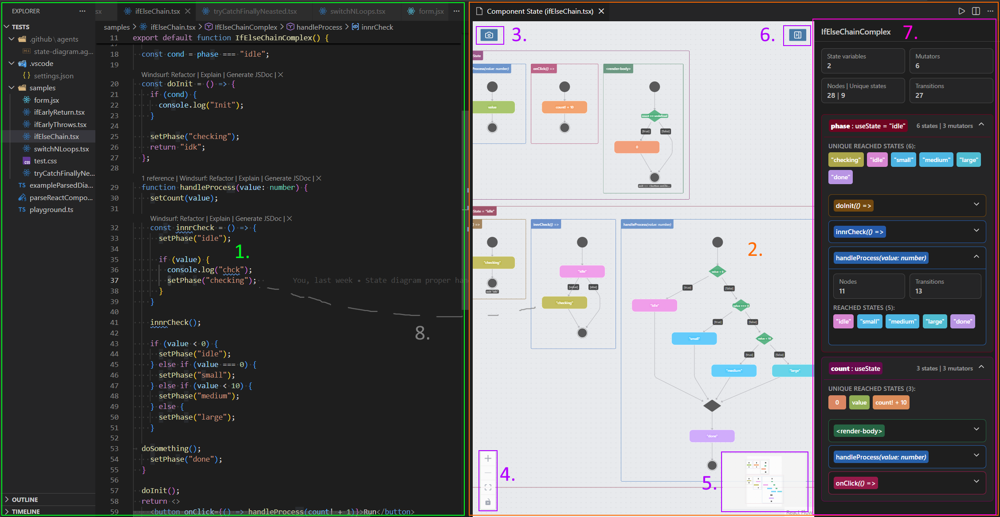 EXPLORER
···
TESTS
.github\agents
state-diagram.ag...
.vscode
settings.json
samples
form.jsx
ifEarlyReturn.tsx
ifEarlyThrows.tsx
ifElseChain.tsx
switchNLoops.tsx
test.css
tryCatchFinallyNe...
TS exampleParsedDia...
parseReactCompo...
TS playground.ts
OUTLINE
TIMELINE
sx
ifElseChain.tsx
tryCatchFinallyNeasted.tsx
switchNLoops.tsx
form.jsx
···
samples > ifElseChain.tsx > IfElseChainComplex > handleProcess > innrCheck
11 export default function IfElseChainComplex() {
17
18 const cond = phase === "idle";
19
Windsurf: Refactor | Explain | Generate JSDoc | X
20 const doInit = () => {
21 if (cond) {
22 console.log("Init");
23 }
24
25 setPhase("checking");
26 return "idk";
27 };
28
1 reference | Windsurf: Refactor | Explain | Generate JSDoc | X
29 function handleProcess(value: number) {
30 setCount(value);
31
Windsurf: Refactor | Explain | Generate JSDoc | X
32 const innrCheck = () => {
33 setPhase("idle");
34
35 if (value) {
36 console.log("chck");
37 setPhase("checking"); You, last week • State diagram proper han
38 }
39 }
40
41 innrCheck();
42
43 if (value < 0) {
44 setPhase("idle");
45 } else if (value === 0) {
46 setPhase("small");
47 } else if (value < 10) {
48 setPhase("medium");
49 } else {
50 setPhase("large");
51 }
52
53 doSomething();
54 setPhase("done");
55 }
56
57 doInit();
58 return <>
59 <button onClick={() => handleProcess(count! + 1)}>Run</button>
1.
8.
Component State (ifElseChain.tsx)
···
3.
6.
State
Process(value: number)
value
onClick(() =>
count! + 10
<render-body>
count == undefined
[true]
[false]
0
exit <> <button onClic...
State = "idle"
() =>
"checking"
exit "idk"
innrCheck(() =>
"idle"
[value]
[else]
"checking"
handleProcess(value: number)
2.
value < 0
[true]
[false]
"idle"
value === 0
[true]
[false]
"small"
value < 10
[true]
[false]
"medium"
"large"
"done"
4.
5.
React Flow
IfElseChainComplex
7.
State variables
2
Mutators
6
Nodes | Unique states
28 | 9
Transitions
27
phase : useState = "idle"
6 states | 3 mutators
UNIQUE REACHED STATES (6):
"checking" "idle" "small" "medium" "large"
"done"
doInit(() =>
innrCheck(() =>
handleProcess(value: number)
Nodes
11
Transitions
13
REACHED STATES (5):
"idle" "small" "medium" "large" "done"
count : useState
3 states | 3 mutators
UNIQUE REACHED STATES (3):
0 value count! + 10
<render-body>
handleProcess(value: number)
onClick(() =>